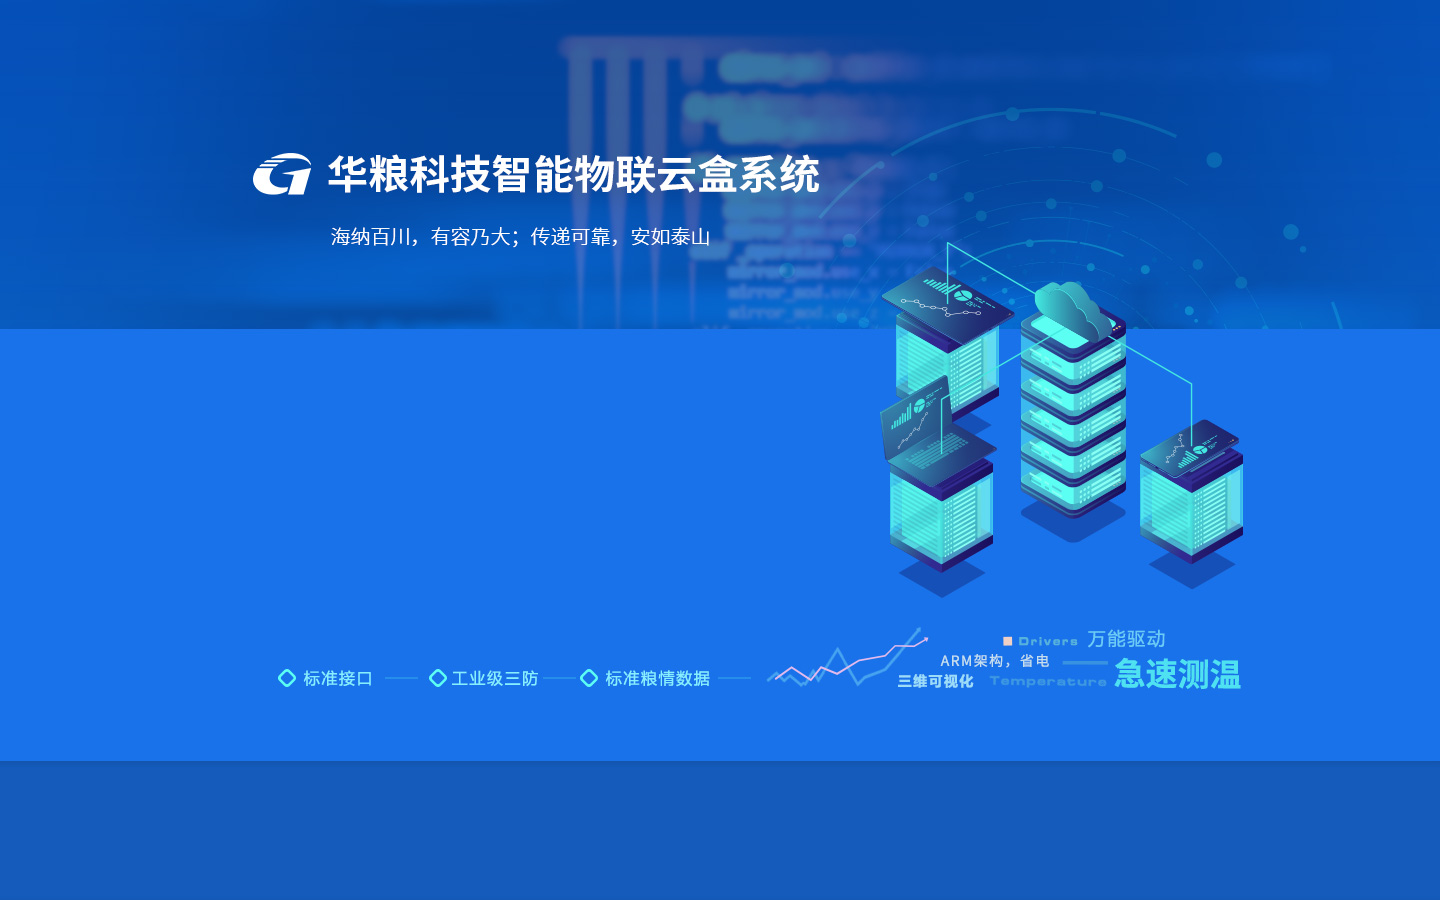 华粮科技智能物联云盒系统
海纳百川，有容乃大；传递可靠，安如泰山
Drivers 万能驱动
ARM架构，省电
标准接口 工业级三防 标准粮情数据
三维可视化 Temperature 急速测温